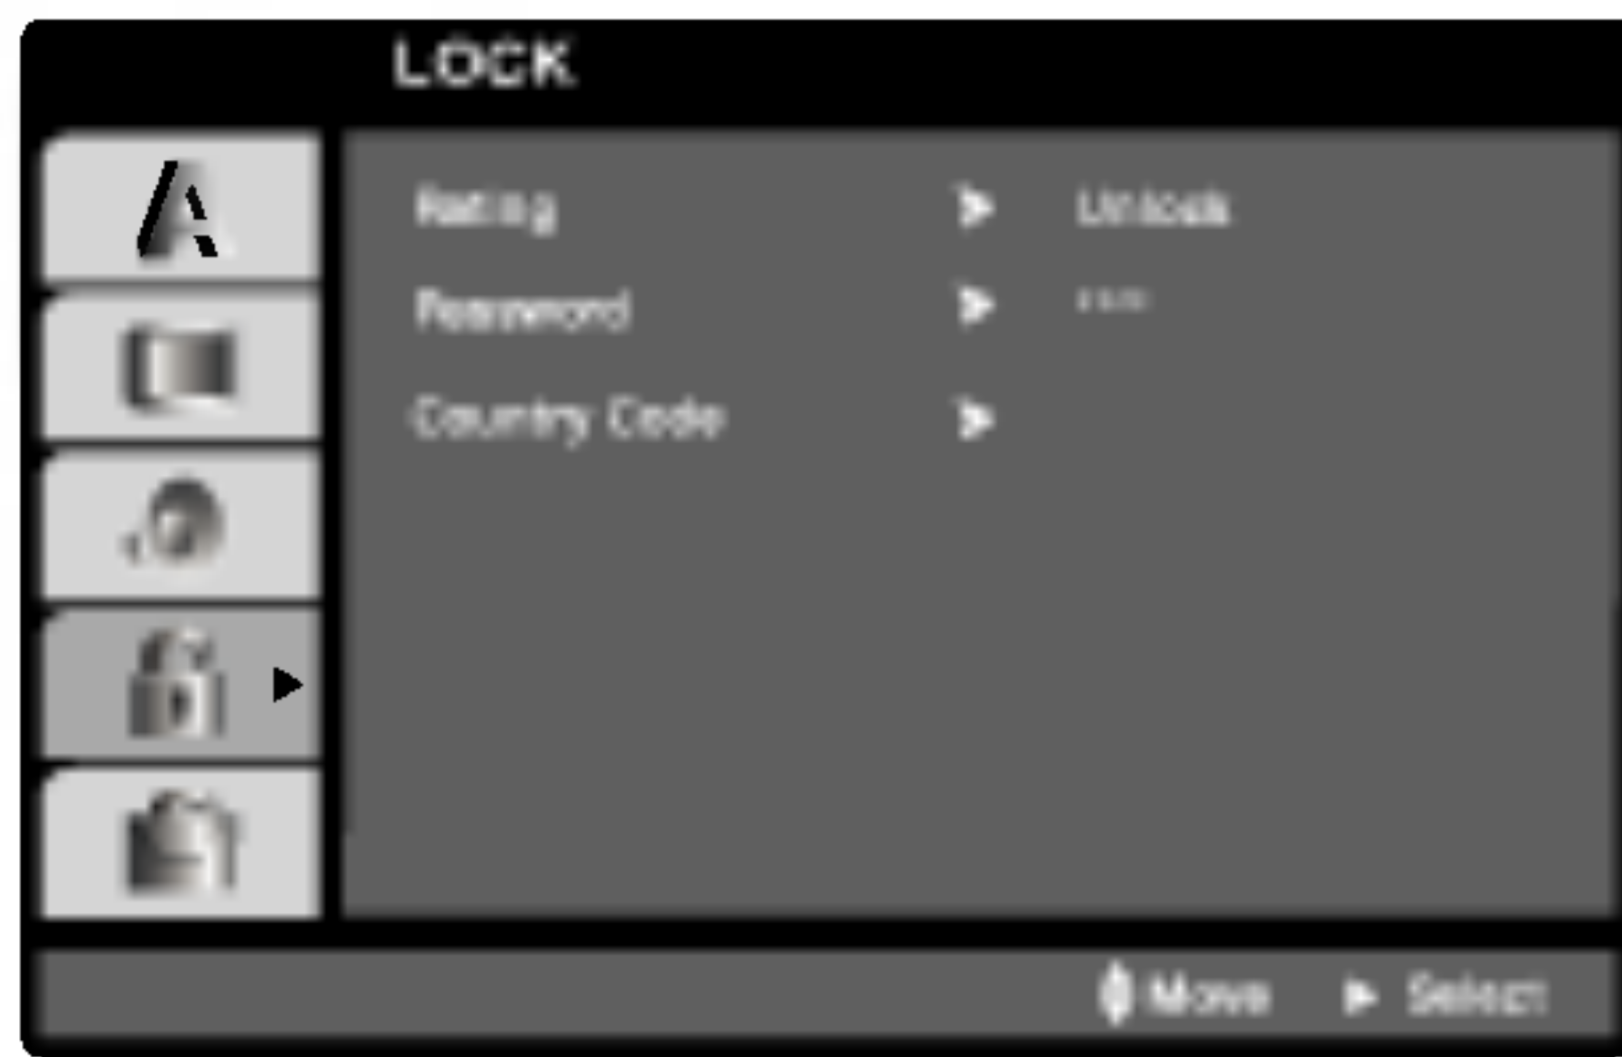 LOCK
A
Rating Unlock
Password ****
Country Code
Move Select